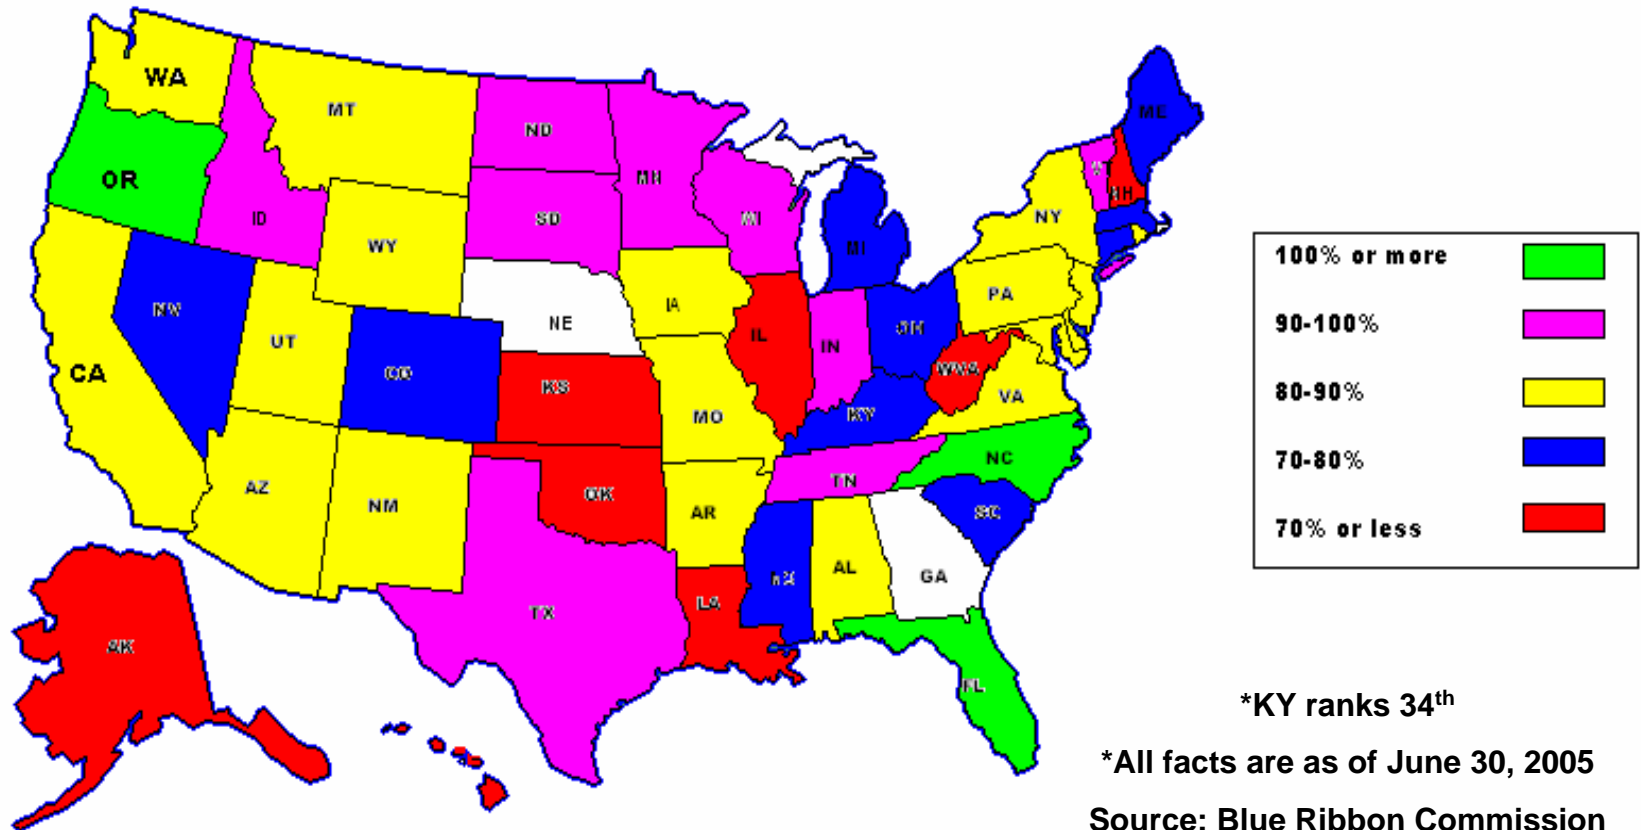 WA
MT
ND
MN
ME
OR
ID
SD
WI
VT
NH
NY
WY
MI
IA
PA
NV
NE
IL
IN
OH
UT
CA
CO
KS
WVA
MO
KY
VA
AZ
NM
OK
AR
TN
NC
SC
AL
GA
TX
LA
AK
FL
100% or more
90-100%
80-90%
70-80%
70% or less
*KY ranks 34th
*All facts are as of June 30, 2005
Source: Blue Ribbon Commission